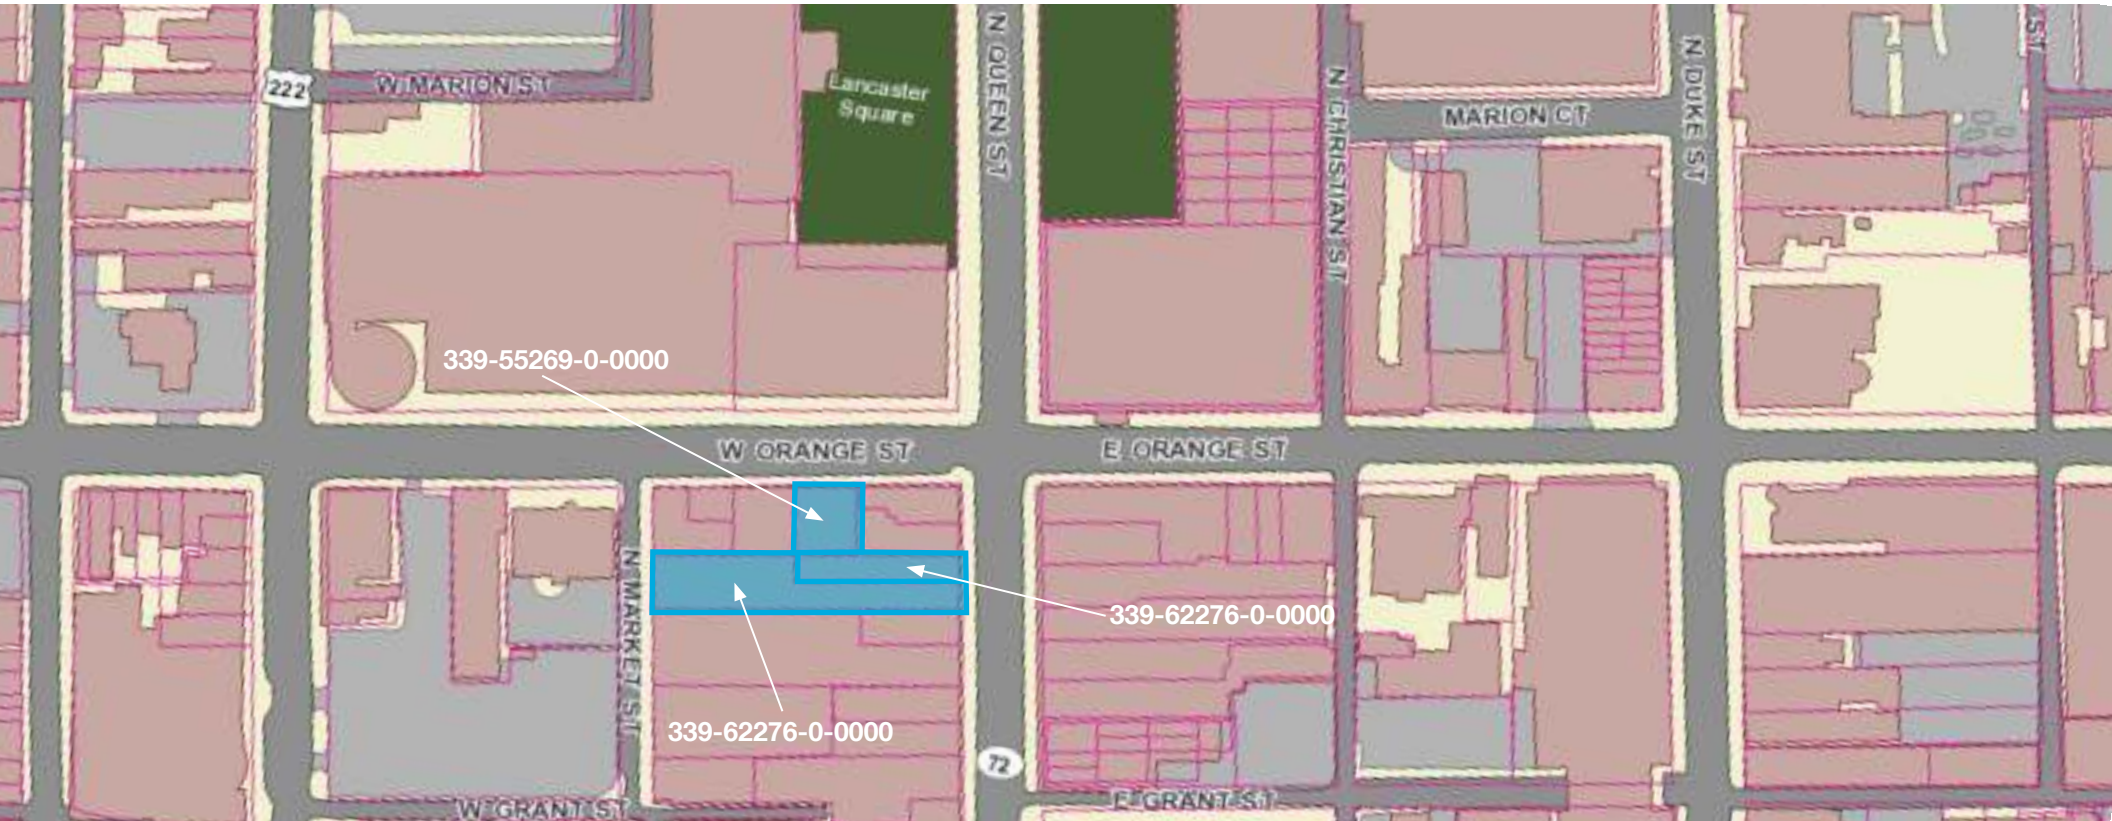 222
W MARION ST
Lancaster
Square
N QUEEN ST
N CHRISTIAN ST
MARION CT
N DUKE ST
ST
339-55269-0-0000
W ORANGE ST
E ORANGE ST
N MARKET ST
339-62276-0-0000
339-62276-0-0000
72
W GRANT ST
E GRANT ST